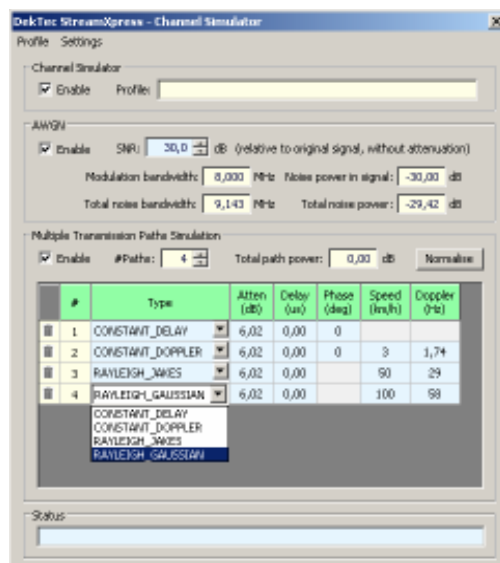 DekTec StreamXpress - Channel Simulator
Profile Settings
Channel Simulator
Enable Profile:
AWGN
Enable SNR: 30,0 dB (relative to original signal, without attenuation)
Modulation bandwidth: 8,000 MHz Noise power in signal: -30,00 dB
Total noise bandwidth: 9,143 MHz Total noise power: -29,42 dB
Multiple Transmission Paths Simulation
Enable #Paths: 4 Total path power: 0,00 dB Normalise
# Type Atten (dB) Delay (us) Phase (deg) Speed (km/h) Doppler (Hz)
1 CONSTANT_DELAY 6,02 0,00 0
2 CONSTANT_DOPPLER 6,02 0,00 0 3 1,74
3 RAYLEIGH_JAKES 6,02 0,00 50 29
4 RAYLEIGH_GAUSSIAN 6,02 0,00 100 58
CONSTANT_DELAY
CONSTANT_DOPPLER
RAYLEIGH_JAKES
RAYLEIGH_GAUSSIAN
Status